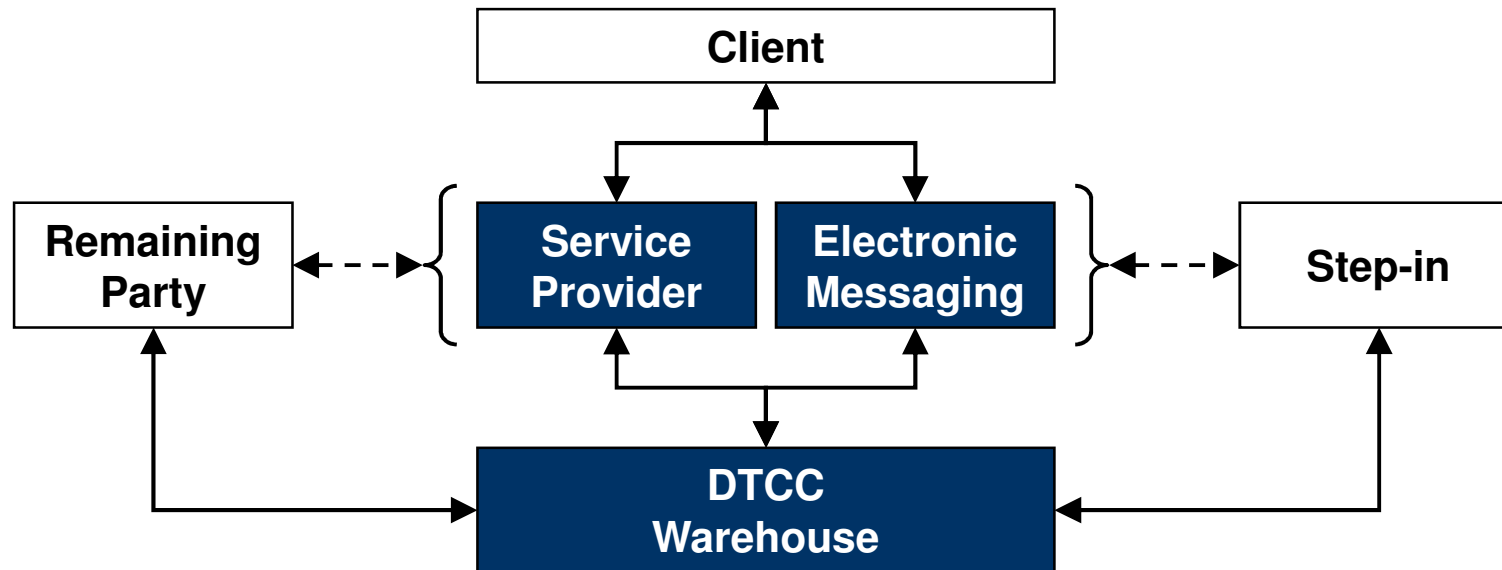 Client
Remaining
Party
Service
Provider
Electronic
Messaging
Step-in
DTCC
Warehouse